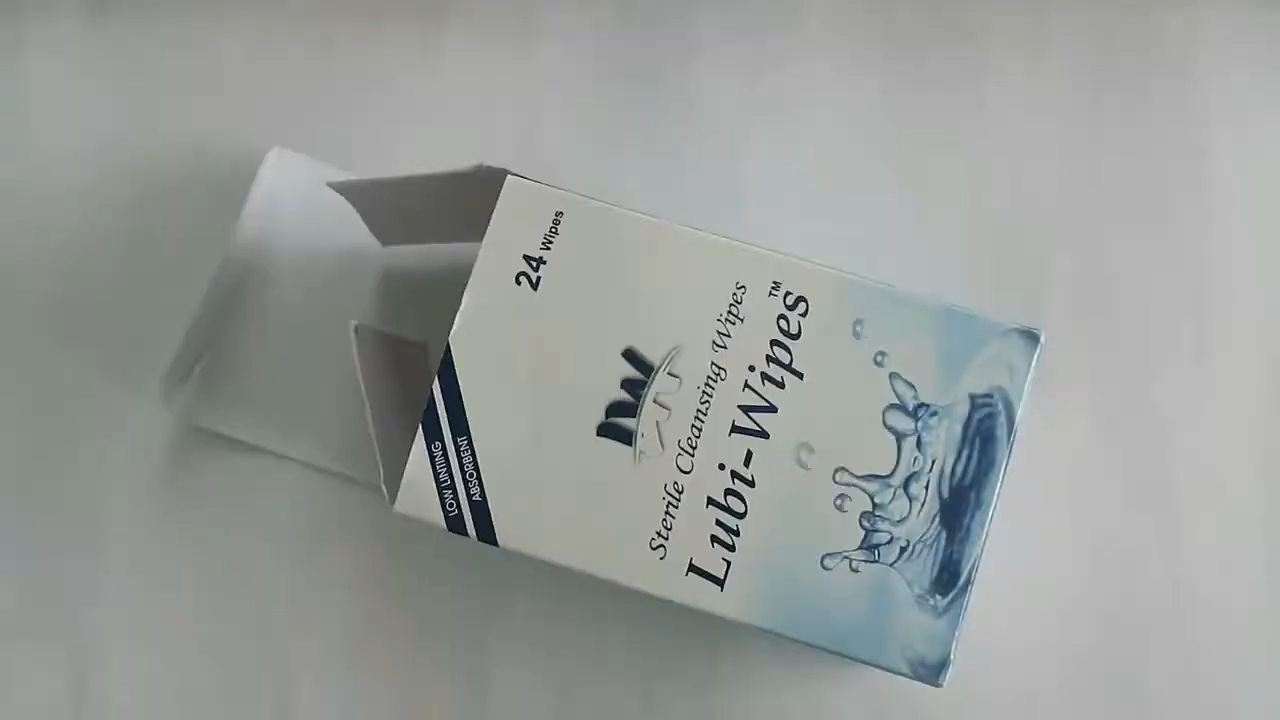 24 Wipes
LOW LINTING
ABSORBENT
Sterile Cleansing Wipes
Lubi-Wipes™